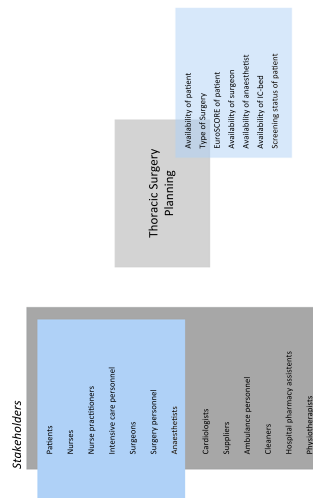 Stakeholders
Patients
Nurses
Nurse practitioners
Intensive care personnel
Surgeons
Surgery personnel
Anaesthetists
Cardiologists
Suppliers
Ambulance personnel
Cleaners
Hospital pharmacy assistents
Physiotherapists
Thoracic Surgery
Planning
Availability of patient
Type of Surgery
EuroSCORE of patient
Availability of surgeon
Availability of anaesthetist
Availability of IC-bed
Screening status of patient